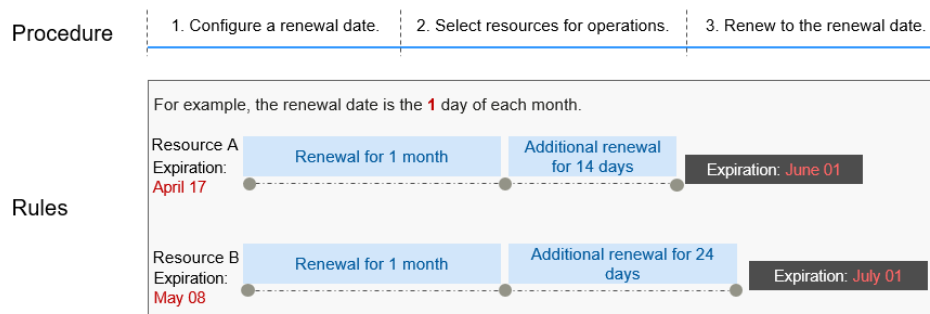 Procedure
1. Configure a renewal date.
2. Select resources for operations.
3. Renew to the renewal date.
Rules
For example, the renewal date is the 1 day of each month.
Resource A
Expiration:
April 17
Renewal for 1 month
Additional renewal
for 14 days
Expiration: June 01
Resource B
Expiration:
May 08
Renewal for 1 month
Additional renewal for 24
days
Expiration: July 01